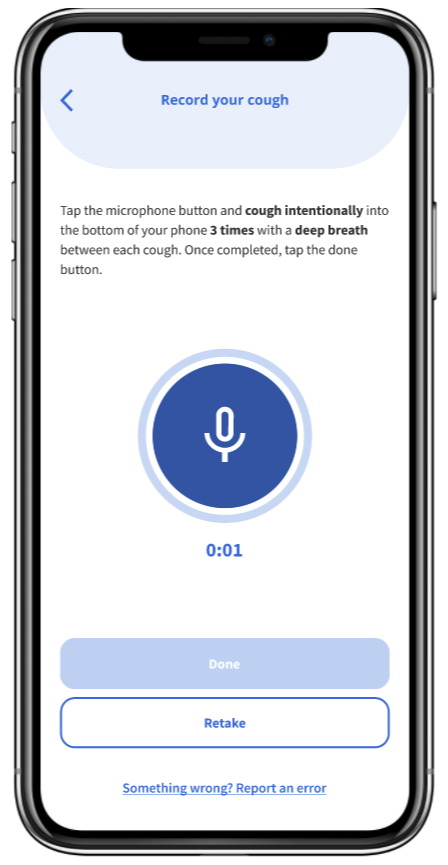 Record your cough
Tap the microphone button and cough intentionally into
the bottom of your phone 3 times with a deep breath
between each cough. Once completed, tap the done
button.
0:01
Done
Retake
Something wrong? Report an error